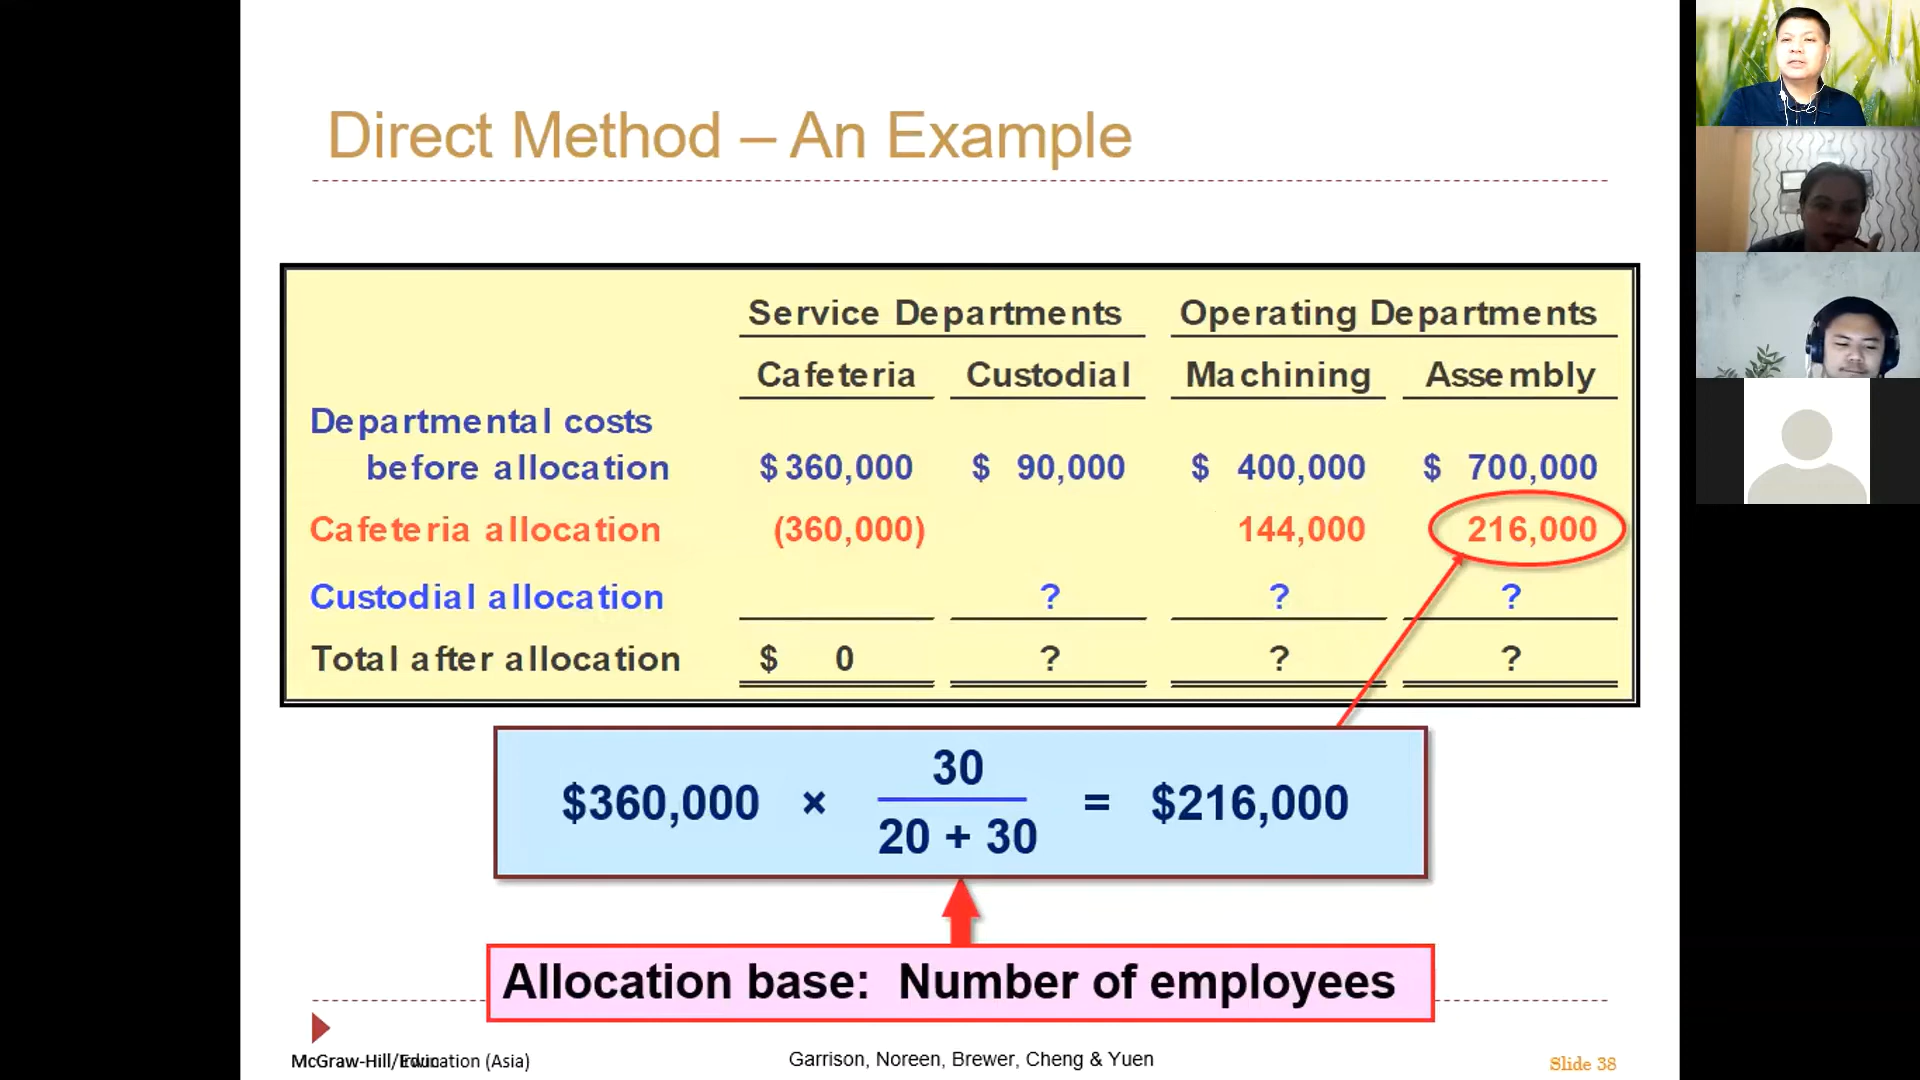 Direct Method – An Example
Service Departments Operating Departments
Cafeteria Custodial Machining Assembly
Departmental costs
before allocation $ 360,000 $ 90,000 $ 400,000 $ 700,000
Cafeteria allocation (360,000) 144,000 216,000
Custodial allocation ? ? ?
Total after allocation $ 0 ? ? ?
30
$360,000 × = $216,000
20 + 30
Allocation base: Number of employees
McGraw-Hill/Education (Asia) Garrison, Noreen, Brewer, Cheng & Yuen Slide 38